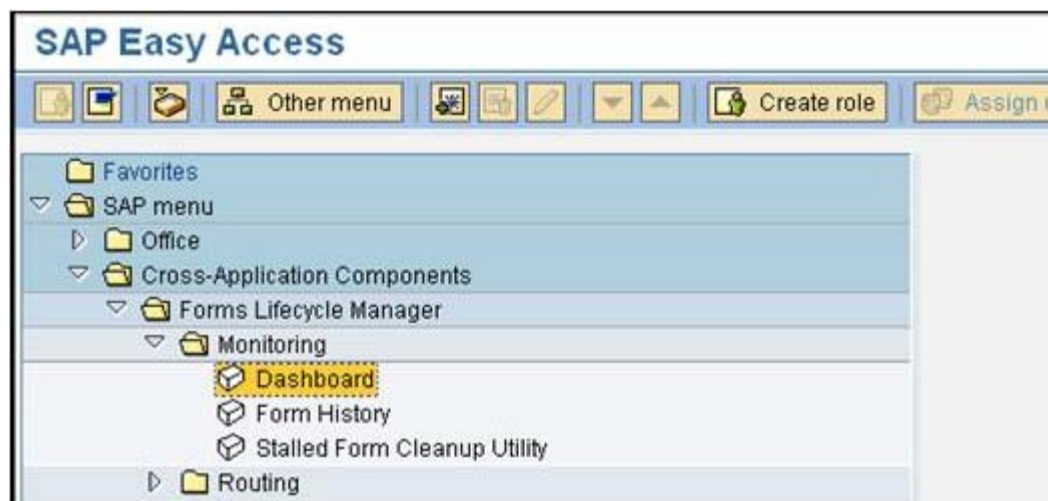 SAP Easy Access
Other menu Create role Assign
Favorites
SAP menu
Office
Cross-Application Components
Forms Lifecycle Manager
Monitoring
Dashboard
Form History
Stalled Form Cleanup Utility
Routing